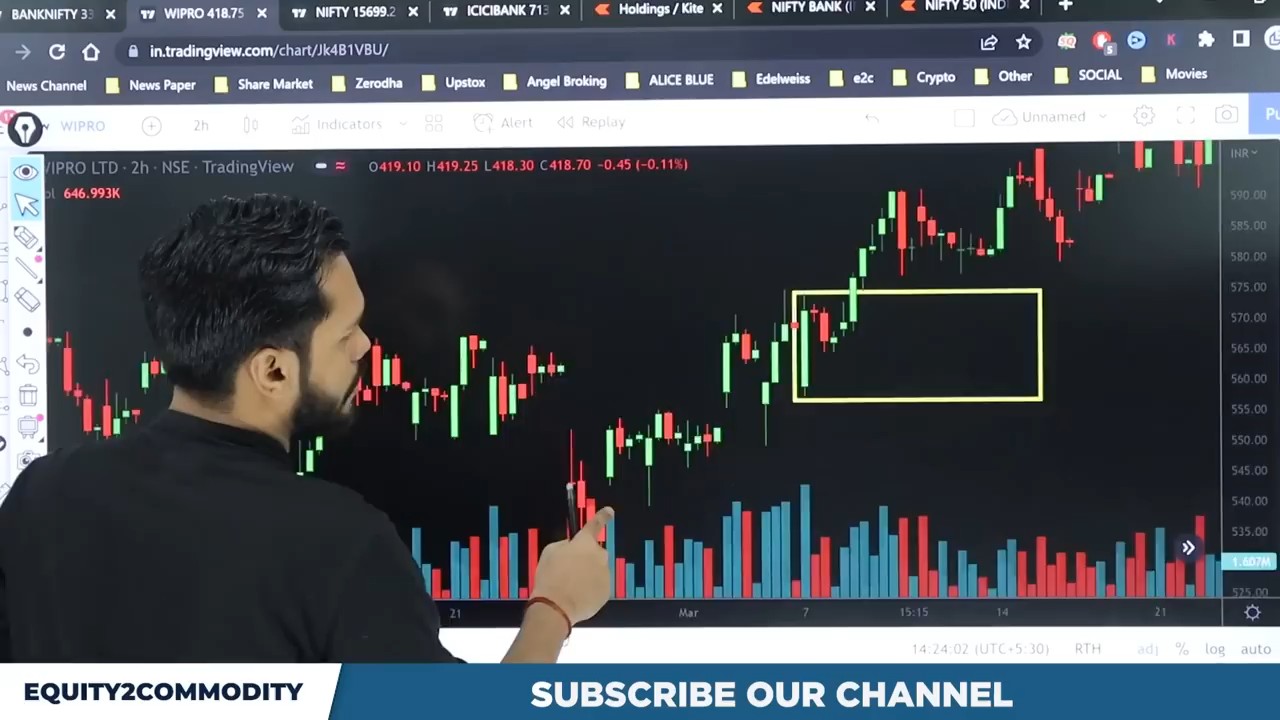 BANKNIFTY 33
WIPRO 418.75
NIFTY 15699.2
ICICIBANK 713
Holdings / Kite
NIFTY BANK (I
NIFTY 50 (IND
in.tradingview.com/chart/Jk4B1VBU/
News Channel
News Paper
Share Market
Zerodha
Upstox
Angel Broking
ALICE BLUE
Edelweiss
e2c
Crypto
Other
SOCIAL
Movies
WIPRO
2h
Indicators
Alert
Replay
Unnamed
Pu
WIPRO LTD · 2h · NSE · TradingView
O419.10 H419.25 L418.30 C418.70 -0.45 (-0.11%)
INR
ol 646.993K
590.00
585.00
580.00
575.00
570.00
565.00
560.00
555.00
550.00
545.00
540.00
535.00
1.607M
525.00
21
Mar
7
15:15
14
21
14:24:02 (UTC+5:30)
RTH
adj
%
log
auto
EQUITY2COMMODITY
SUBSCRIBE OUR CHANNEL